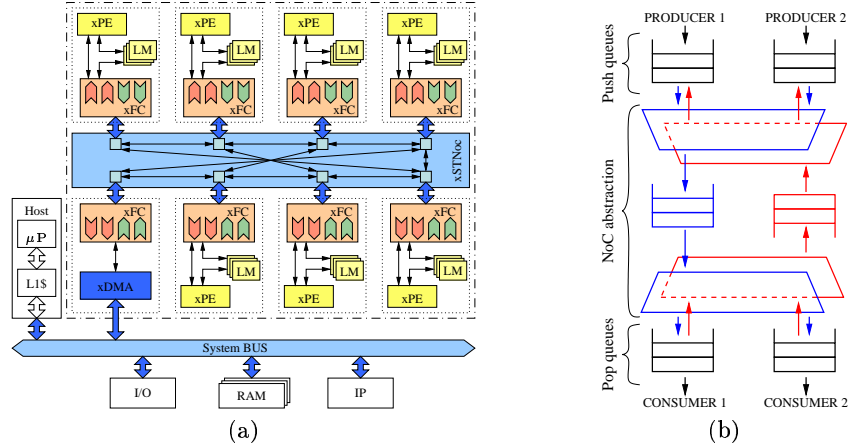 xPE
LM
xFC
xPE
LM
xFC
xPE
LM
xFC
xPE
LM
xFC
xSTNoc
Host
μP
L1$
xFC
xDMA
xFC
LM
xPE
xFC
LM
xPE
xFC
LM
xPE
System BUS
I/O
RAM
IP
(a)
PRODUCER 1
PRODUCER 2
Push queues
NoC abstraction
Pop queues
CONSUMER 1
CONSUMER 2
(b)